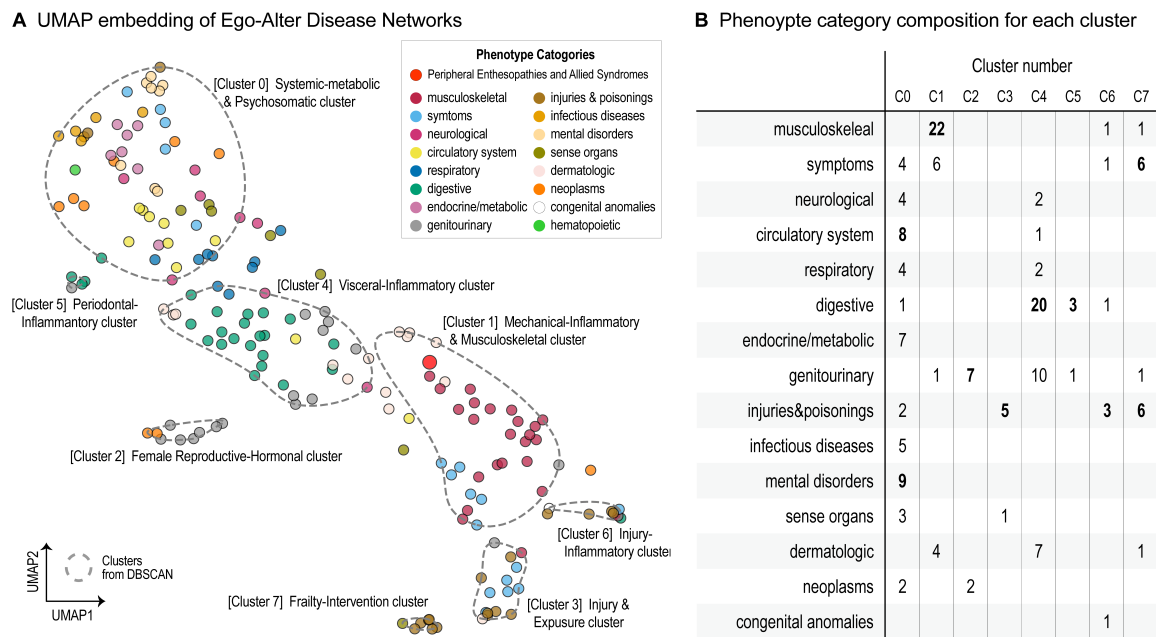 A UMAP embedding of Ego-Alter Disease Networks
Phenotype Catogories
Peripheral Enthesopathies and Allied Syndromes
musculoskeletal
symtoms
neurological
circulatory system
respiratory
digestive
endocrine/metabolic
genitourinary
injuries & poisonings
infectious diseases
mental disorders
sense organs
dermatologic
neoplasms
congenital anomalies
hematopoietic
[Cluster 0] Systemic-metabolic
& Psychosomatic cluster
[Cluster 5] Periodontal-
Inflammantory cluster
[Cluster 4] Visceral-Inflammatory cluster
[Cluster 1] Mechanical-Inflammatory
& Musculoskeletal cluster
[Cluster 2] Female Reproductive-Hormonal cluster
[Cluster 6] Injury-
Inflammatory cluster
[Cluster 7] Frailty-Intervention cluster
[Cluster 3] Injury &
Expusure cluster
Clusters
from DBSCAN
UMAP2
UMAP1
B Phenoypte category composition for each cluster
Cluster number
C0 C1 C2 C3 C4 C5 C6 C7
musculoskeleal 22 1 1
symptoms 4 6 1 6
neurological 4 2
circulatory system 8 1
respiratory 4 2
digestive 1 20 3 1
endocrine/metabolic 7
genitourinary 1 7 10 1 1
injuries&poisonings 2 5 3 6
infectious diseases 5
mental disorders 9
sense organs 3 1
dermatologic 4 7 1
neoplasms 2 2
congenital anomalies 1